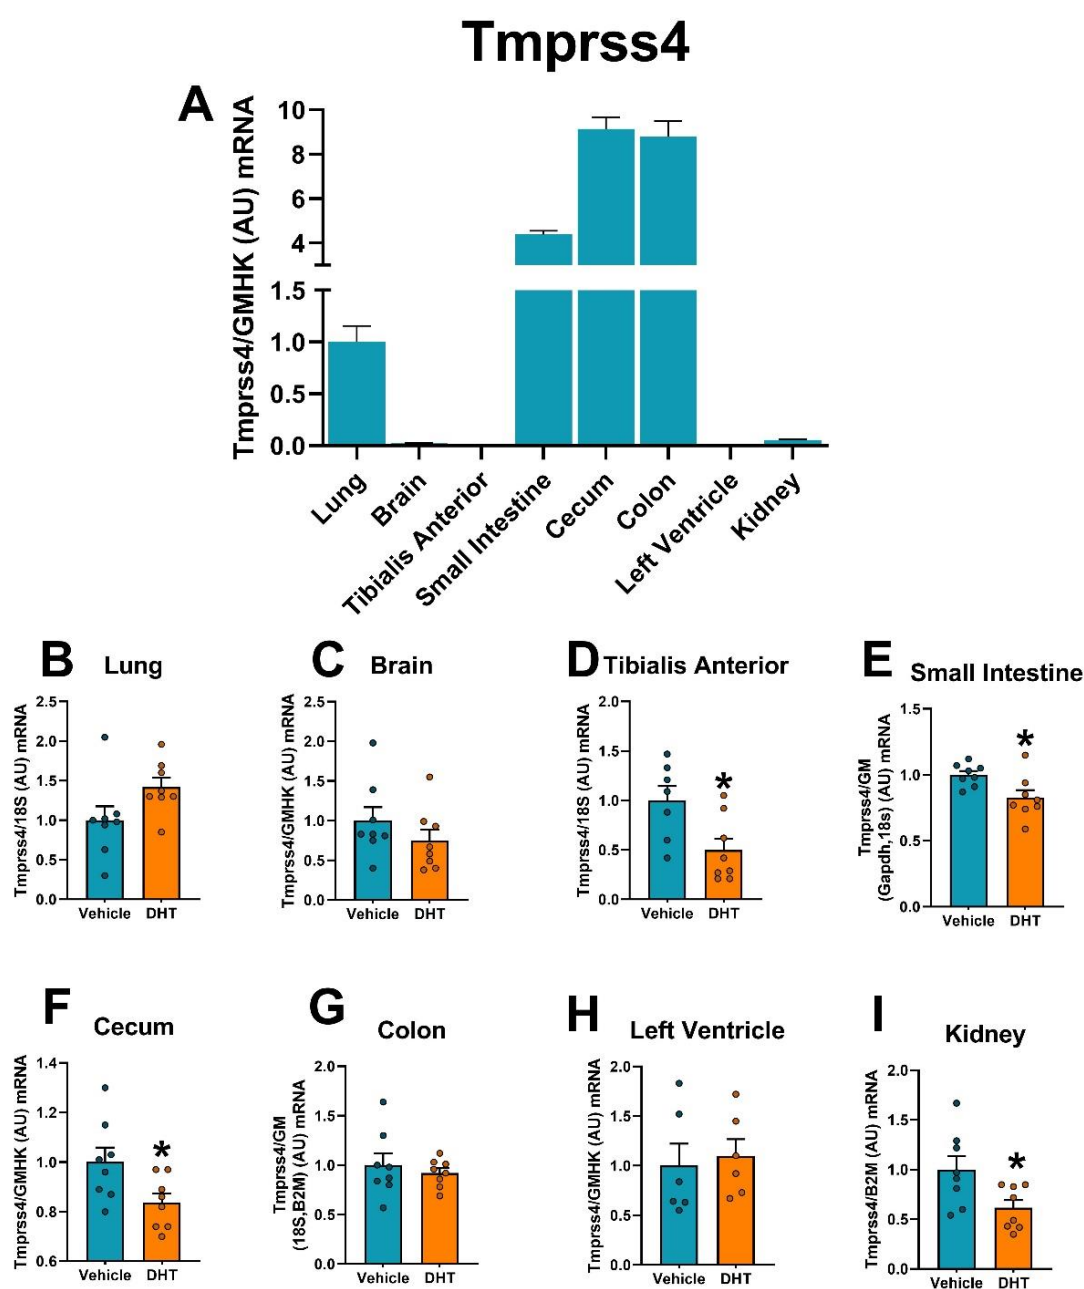 Tmprss4
A
Tmprss4/GMHK (AU) mRNA
10
8
6
4
1.5
1.0
0.5
0.0
Lung
Brain
Tibialis Anterior
Small Intestine
Cecum
Colon
Left Ventricle
Kidney
B Lung
Tmprss4/18S (AU) mRNA
2.5
2.0
1.5
1.0
0.5
0.0
Vehicle DHT
C Brain
Tmprss4/GMHK (AU) mRNA
2.5
2.0
1.5
1.0
0.5
0.0
Vehicle DHT
D Tibialis Anterior
Tmprss4/18S (AU) mRNA
2.0
1.5
1.0
0.5
0.0
*
Vehicle DHT
E Small Intestine
Tmprss4/GM
(Gapdh,18s) (AU) mRNA
1.5
1.0
0.5
0.0
*
Vehicle DHT
F Cecum
Tmprss4/GMHK (AU) mRNA
1.4
1.2
1.0
0.8
0.6
*
Vehicle DHT
G Colon
Tmprss4/GM
(18S,B2M) (AU) mRNA
2.0
1.5
1.0
0.5
0.0
Vehicle DHT
H Left Ventricle
Tmprss4/GMHK (AU) mRNA
2.0
1.5
1.0
0.5
0.0
Vehicle DHT
I Kidney
Tmprss4/B2M (AU) mRNA
2.0
1.5
1.0
0.5
0.0
*
Vehicle DHT